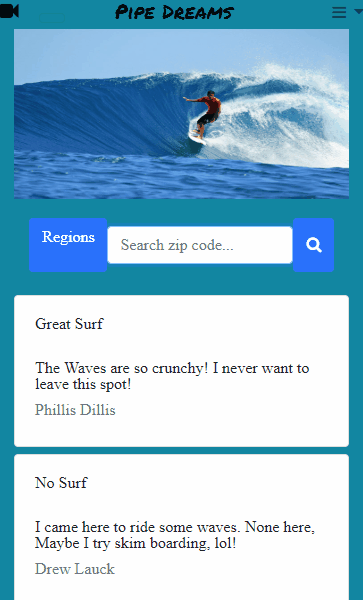 Pipe Dreams
Regions
Search zip code...
Great Surf
The Waves are so crunchy! I never want to
leave this spot!
Phillis Dillis
No Surf
I came here to ride some waves. None here,
Maybe I try skim boarding, lol!
Drew Lauck